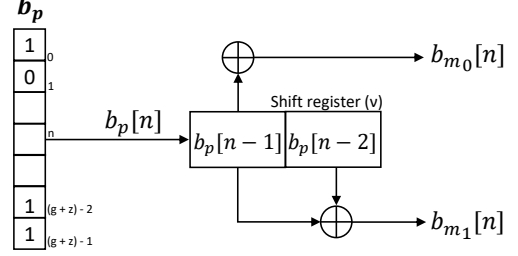 b_p
1 0
0 1
n
1 (g + z) - 2
1 (g + z) - 1
b_p[n]
Shift register (ν)
b_p[n − 1] b_p[n − 2]
b_{m_0}[n]
b_{m_1}[n]